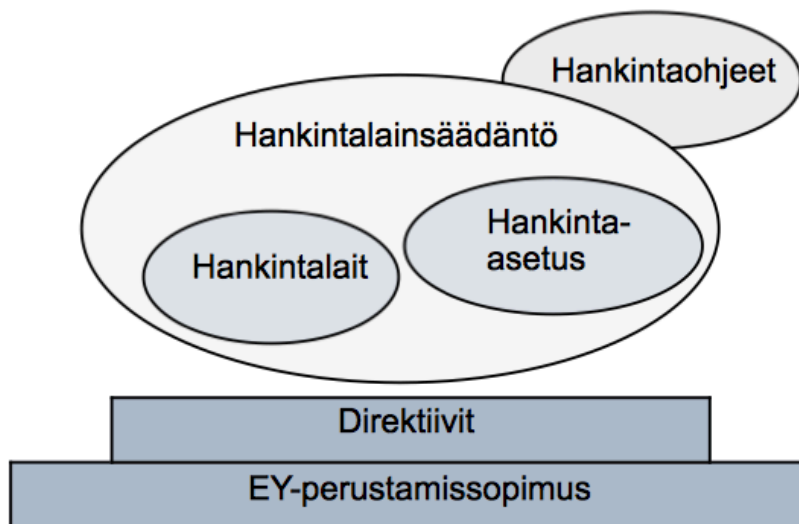 Hankintaohjeet
Hankintalainsäädäntö
Hankintalait
Hankinta-
asetus
Direktiivit
EY-perustamissopimus